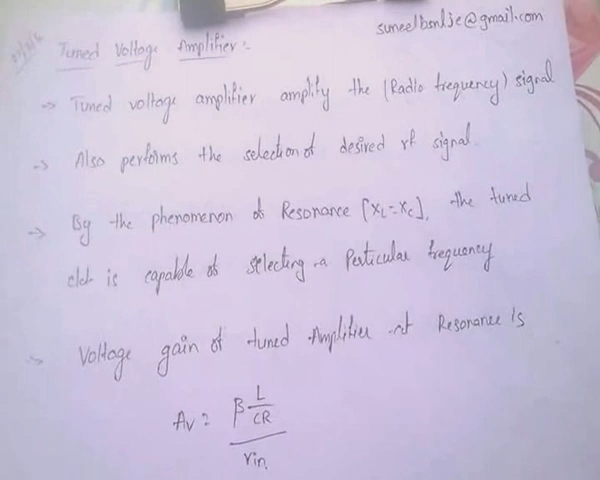 suneelbsnlje@gmail.com
Tuned Voltage Amplifier :-
→ Tuned voltage amplifier amplify the (Radio frequency) signal
→ Also performs the selection of desired rf signal.
→ By the phenomenon of Resonance [XL=XC], the tuned
ckt is capable of selecting a Perticular frequency
→ Voltage gain of tuned Amplifier at Resonance is
Av = β L/CR
rin